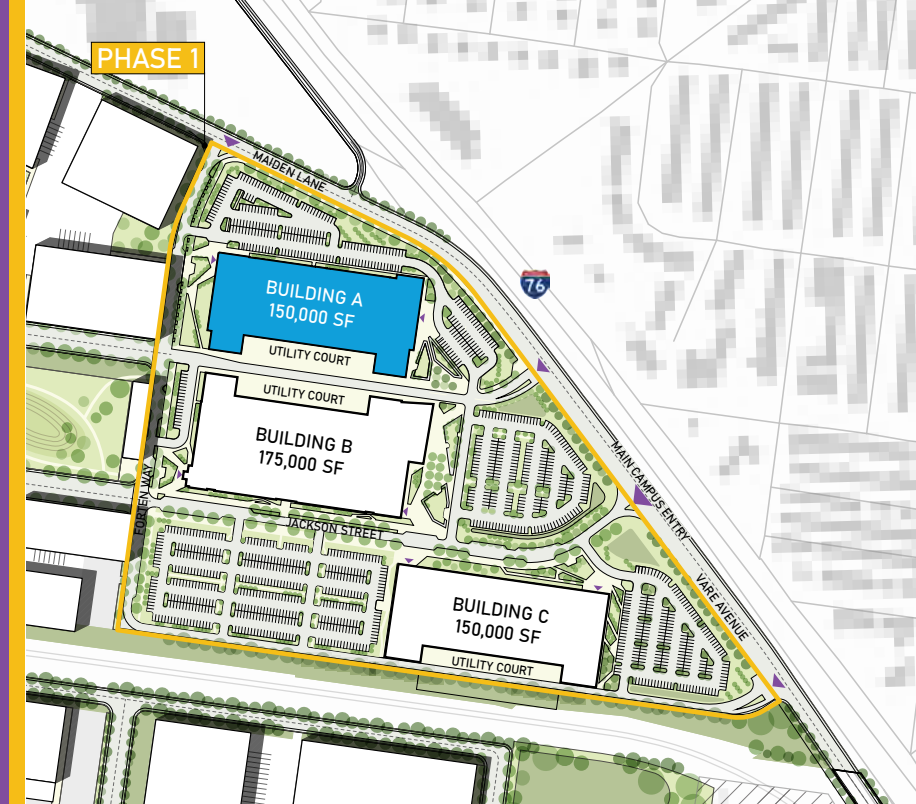 PHASE 1
MAIDEN LANE
76
BUILDING A
150,000 SF
UTILITY COURT
UTILITY COURT
BUILDING B
175,000 SF
MAIN CAMPUS ENTRY
FORTEN WAY
JACKSON STREET
VARE AVENUE
BUILDING C
150,000 SF
UTILITY COURT